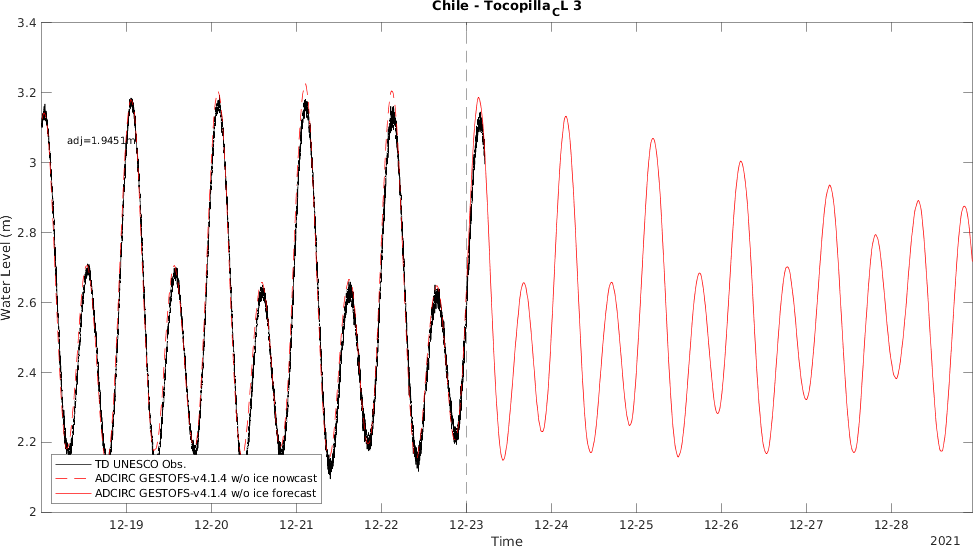 Chile - TocopillaCL 3
3.4
3.2
3
2.8
2.6
2.4
2.2
2
Water Level (m)
adj=1.9451m
TD UNESCO Obs.
ADCIRC GESTOFS-v4.1.4 w/o ice nowcast
ADCIRC GESTOFS-v4.1.4 w/o ice forecast
12-19 12-20 12-21 12-22 12-23 12-24 12-25 12-26 12-27 12-28
Time
2021